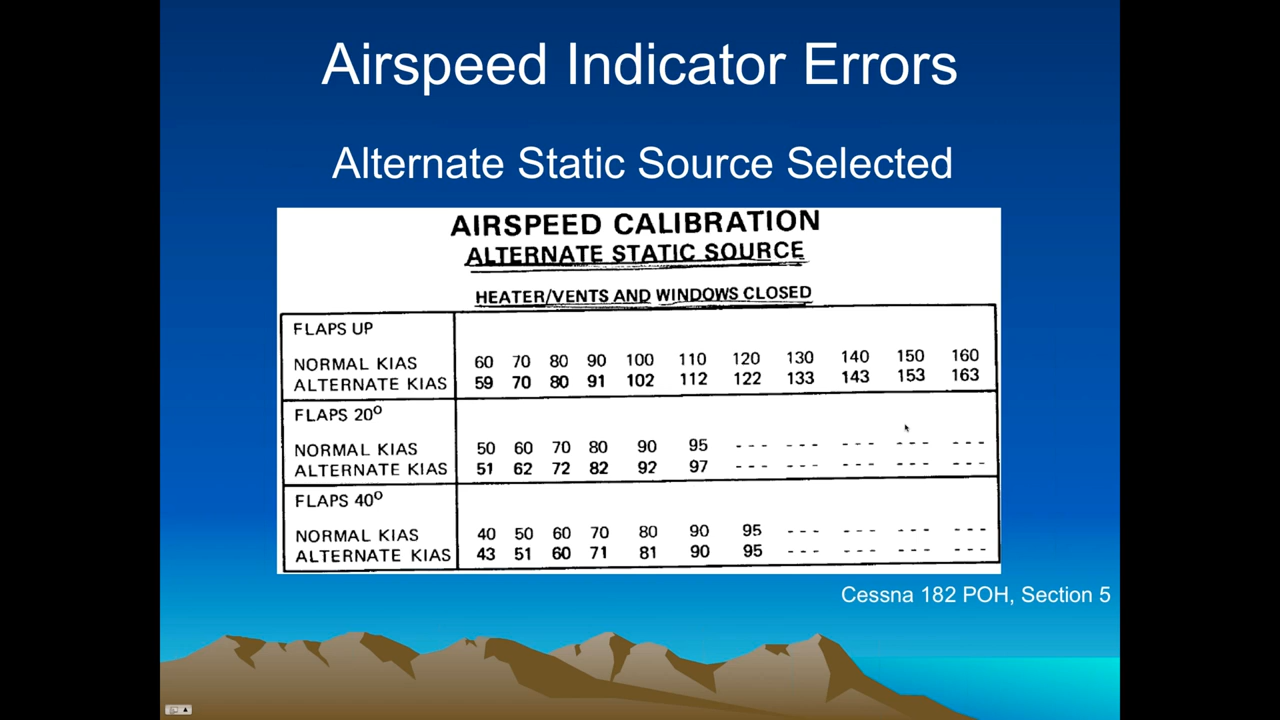 Airspeed Indicator Errors
Alternate Static Source Selected
AIRSPEED CALIBRATION
ALTERNATE STATIC SOURCE
HEATER/VENTS AND WINDOWS CLOSED
FLAPS UP
NORMAL KIAS 60 70 80 90 100 110 120 130 140 150 160
ALTERNATE KIAS 59 70 80 91 102 112 122 133 143 153 163
FLAPS 20º
NORMAL KIAS 50 60 70 80 90 95 --- --- --- --- ---
ALTERNATE KIAS 51 62 72 82 92 97 --- --- --- --- ---
FLAPS 40º
NORMAL KIAS 40 50 60 70 80 90 95 --- --- --- ---
ALTERNATE KIAS 43 51 60 71 81 90 95 --- --- --- ---
Cessna 182 POH, Section 5